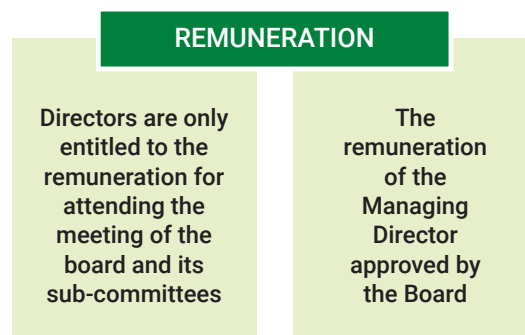 REMUNERATION
Directors are only
entitled to the
remuneration for
attending the
meeting of the
board and its
sub-committees
The
remuneration
of the
Managing
Director
approved by
the Board